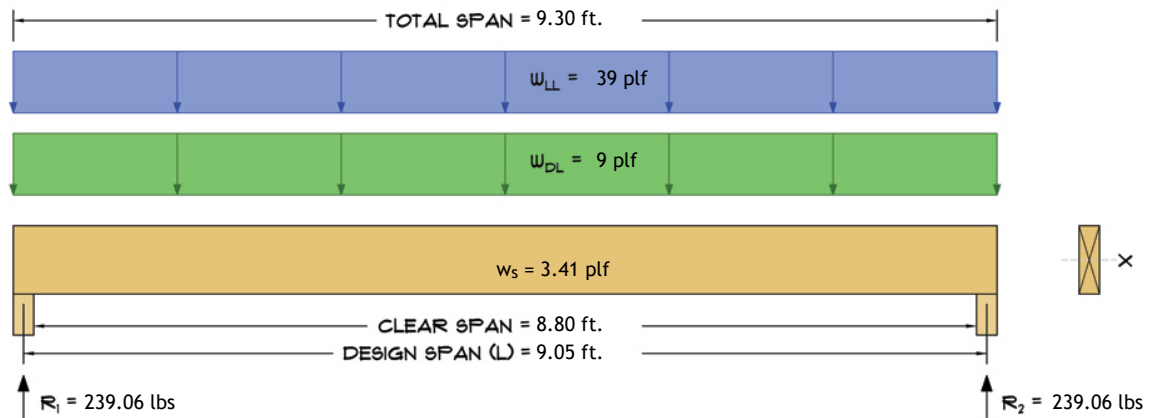 TOTAL SPAN = 9.30 ft.
wLL = 39 plf
wDL = 9 plf
ws = 3.41 plf
X
CLEAR SPAN = 8.80 ft.
DESIGN SPAN (L) = 9.05 ft.
R1 = 239.06 lbs
R2 = 239.06 lbs